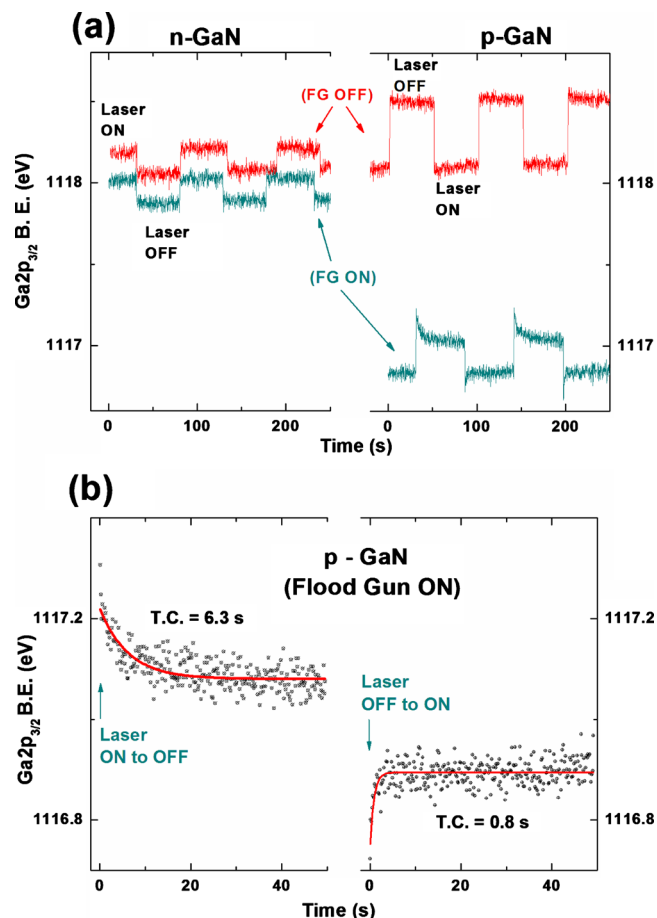 (a)
n-GaN
p-GaN
Laser
OFF
(FG OFF)
Laser
ON
1118
1118
Laser
ON
Laser
OFF
(FG ON)
1117
1117
Ga2p3/2 B. E. (eV)
0
100
200
0
100
200
Time (s)
Time (s)
(b)
p - GaN
(Flood Gun ON)
1117.2
1117.2
T.C. = 6.3 s
Laser
OFF to ON
Laser
ON to OFF
1116.8
1116.8
T.C. = 0.8 s
Ga2p3/2 B.E. (eV)
0
20
40
0
20
40
Time (s)
Time (s)